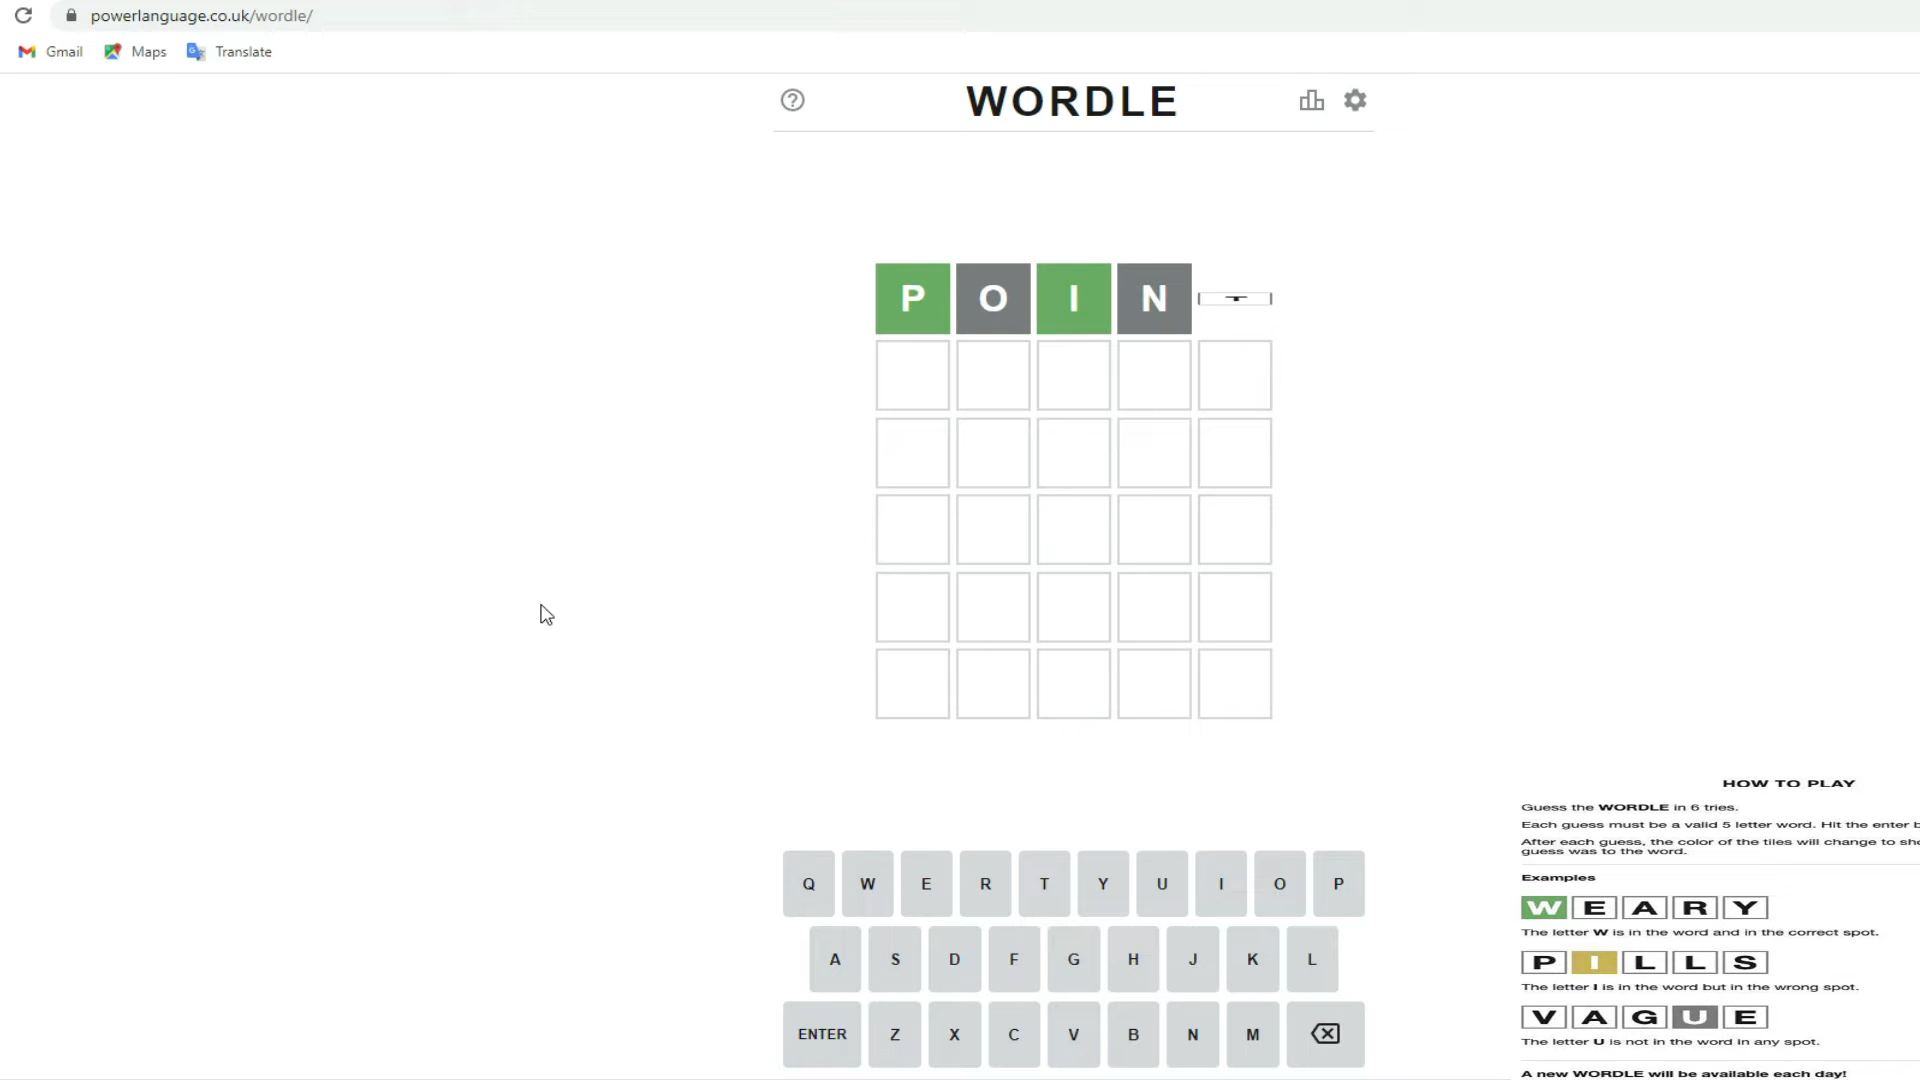 powerlanguage.co.uk/wordle/
Gmail Maps Translate
WORDLE
P O I N T
Q W E R T Y U I O P
A S D F G H J K L
ENTER Z X C V B N M
HOW TO PLAY
Guess the WORDLE in 6 tries.
Each guess must be a valid 5 letter word. Hit the enter b
After each guess, the color of the tiles will change to sho
guess was to the word.
Examples
W E A R Y
The letter W is in the word and in the correct spot.
P I L L S
The letter I is in the word but in the wrong spot.
V A G U E
The letter U is not in the word in any spot.
A new WORDLE will be available each day!